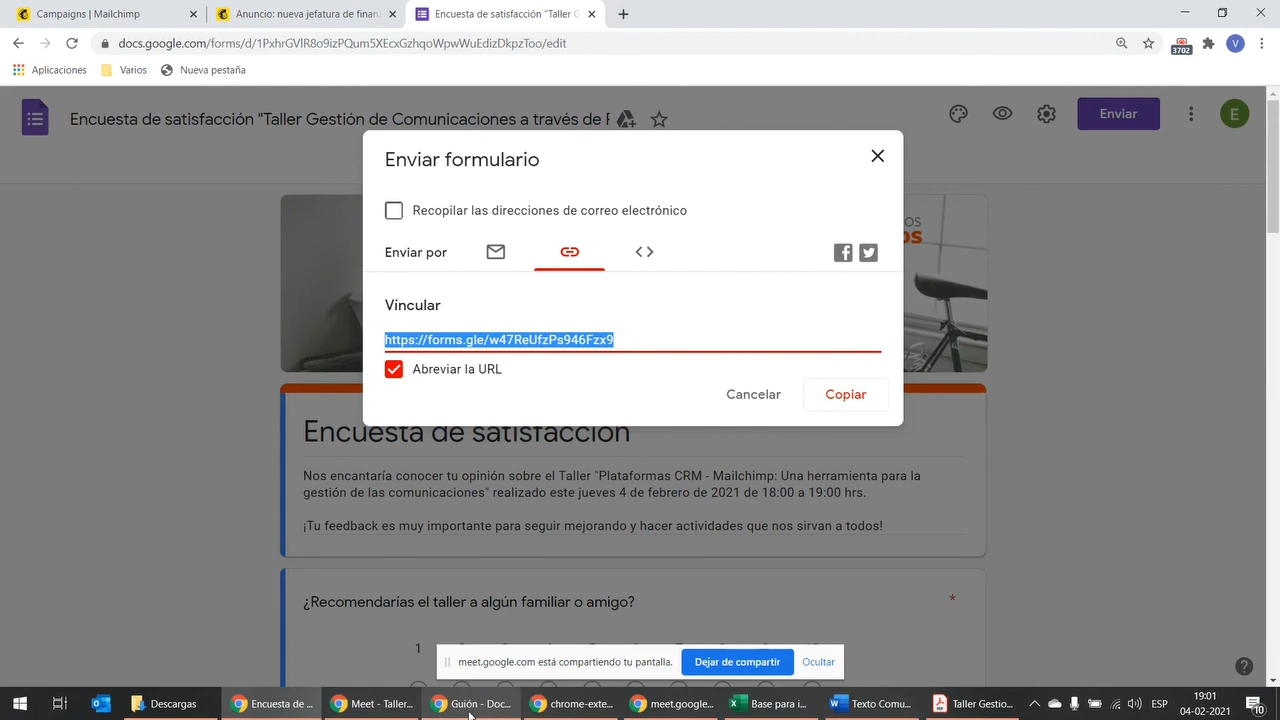 Campaigns | Mailchimp
Anuncio: nueva jefatura de finan
Encuesta de satisfacción "Taller G
docs.google.com/forms/d/1PxhrGVlR8o9izPQum5XEcxGzhqoWpwWuEdizDkpzToo/edit
3702
V
Aplicaciones
Varios
Nueva pestaña
Encuesta de satisfacción "Taller Gestión de Comunicaciones a través de
Enviar
E
Enviar formulario
Recopilar las direcciones de correo electrónico
Enviar por
Víncular
https://forms.gle/w47ReUfzPs946Fzx9
Abreviar la URL
Cancelar
Copiar
Encuesta de satisfacción
Nos encantaría conocer tu opinión sobre el Taller "Plataformas CRM - Mailchimp: Una herramienta para la
gestión de las comunicaciones" realizado este jueves 4 de febrero de 2021 de 18:00 a 19:00 hrs.
¡Tu feedback es muy importante para seguir mejorando y hacer actividades que nos sirvan a todos!
¿Recomendarías el taller a algún familiar o amigo? *
1
meet.google.com está compartiendo tu pantalla.
Dejar de compartir
Ocultar
Descargas
Encuesta de ...
Meet - Taller...
Guión - Doc...
chrome-exte...
meet.google...
Base para i...
Texto Comu...
Taller Gestio...
ESP
19:01
04-02-2021
10